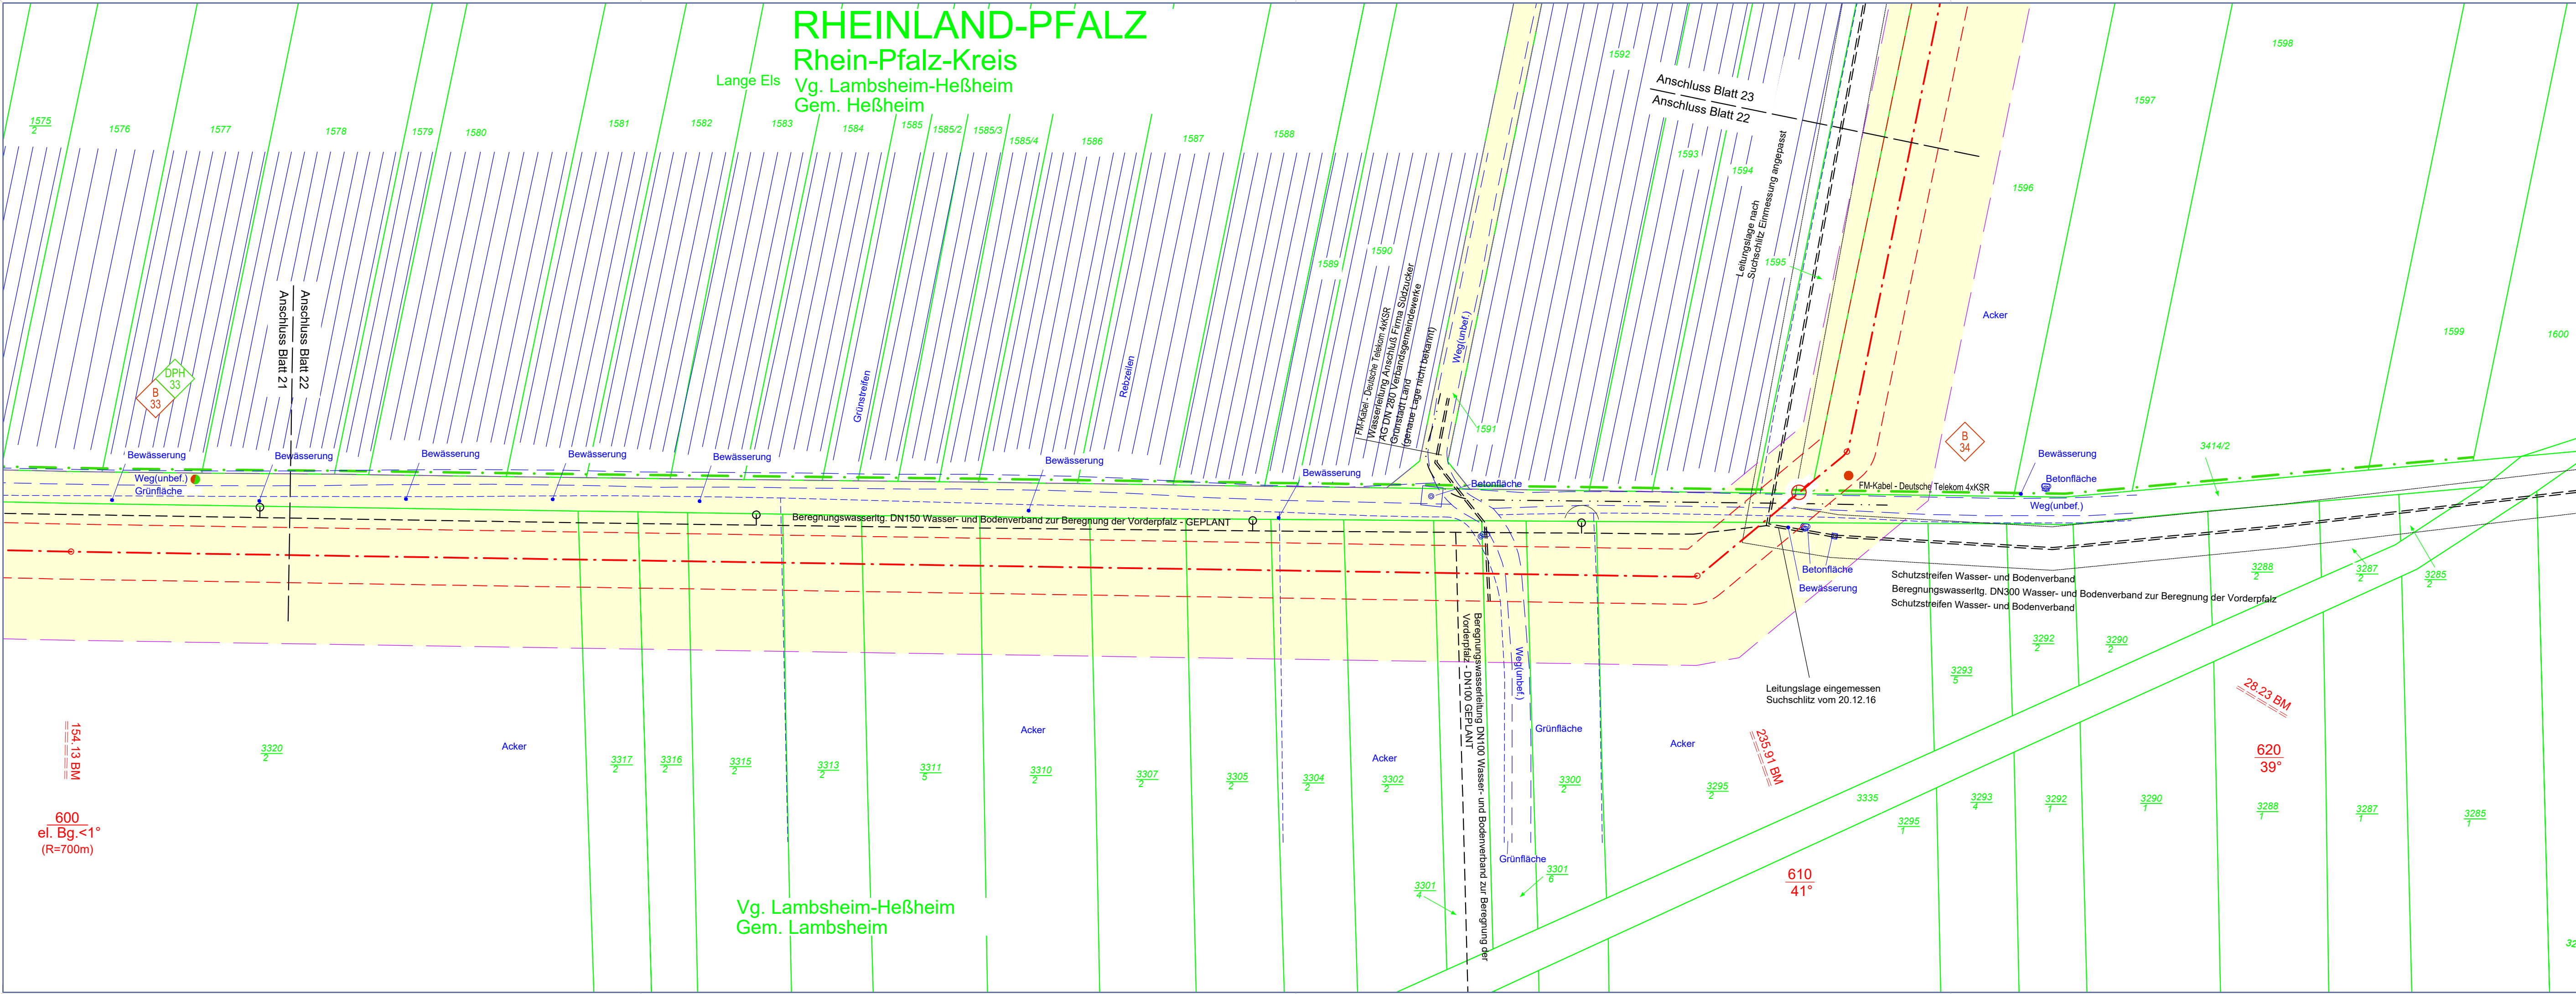 RHEINLAND-PFALZ
Rhein-Pfalz-Kreis
Lange Els
Vg. Lambsheim-Heßheim
Gem. Heßheim
1575
2
1576
1577
1578
1579
1580
1581
1582
1583
1584
1585
1585/2
1585/3
1585/4
1586
1587
1588
1589
1590
1591
1592
1593
1594
1595
1596
1597
1598
1599
1600
Anschluss Blatt 23
Anschluss Blatt 22
Leitungslage nach
Suchschlitz Einmessung angepasst
Anschluss Blatt 22
Anschluss Blatt 21
DPH
33
B
33
Grünstreifen
Rebzeilen
FM-Kabel - Deutsche Telekom 4xKSR
Wasserleitung Anschluß Firma Südzucker
AG DN 280 Verbandsgemeindewerke
Grünstadt Land
(genaue Lage nicht bekannt)
Weg(unbef.)
Acker
B
34
3414/2
Bewässerung
Bewässerung
Bewässerung
Bewässerung
Bewässerung
Bewässerung
Bewässerung
Bewässerung
Weg(unbef.)
Grünfläche
Betonfläche
FM-Kabel - Deutsche Telekom 4xKSR
Betonfläche
Weg(unbef.)
Beregnungswasserltg. DN150 Wasser- und Bodenverband zur Beregnung der Vorderpfalz - GEPLANT
Betonfläche
Bewässerung
Schutzstreifen Wasser- und Bodenverband
Beregnungswasserltg. DN300 Wasser- und Bodenverband zur Beregnung der Vorderpfalz
Schutzstreifen Wasser- und Bodenverband
3288
2
3287
2
3285
2
3292
2
3290
2
3293
5
Leitungslage eingemessen
Suchschlitz vom 20.12.16
Beregnungswasserleitung DN100 Wasser- und Bodenverband zur Beregnung der
Vorderpfalz - DN100 GEPLANT
Weg(unbef.)
Grünfläche
154.13 BM
235.91 BM
28.23 BM
3320
2
Acker
3317
2
3316
2
3315
2
3313
2
3311
5
Acker
3310
2
3307
2
3305
2
3304
2
Acker
3302
2
3300
2
Acker
3295
2
3335
3295
1
3293
4
3292
1
3290
1
3288
1
3287
1
3285
1
620
39°
600
el. Bg.<1°
(R=700m)
610
41°
Grünfläche
3301
4
3301
6
Vg. Lambsheim-Heßheim
Gem. Lambsheim